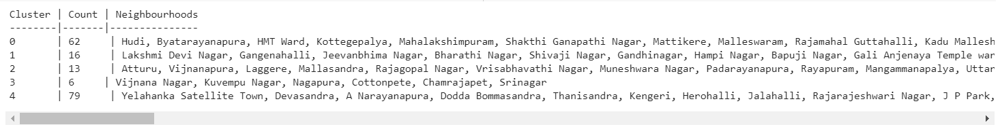 Cluster | Count | Neighbourhoods
--------|-------|---------------
0       | 62     | Hudi, Byatarayanapura, HMT Ward, Kottegepalya, Mahalakshimpuram, Shakthi Ganapathi Nagar, Mattikere, Malleswaram, Rajamahal Guttahalli, Kadu Mallesh
1       | 16     | Lakshmi Devi Nagar, Gangenahalli, Jeevanbhima Nagar, Bharathi Nagar, Shivaji Nagar, Gandhinagar, Hampi Nagar, Bapuji Nagar, Gali Anjenaya Temple war
2       | 13     | Atturu, Vijnanapura, Laggere, Mallasandra, Rajagopal Nagar, Vrisabhavathi Nagar, Muneshwara Nagar, Padarayanapura, Rayapuram, Mangammanapalya, Uttar
3       | 6     | Vijnana Nagar, Kuvempu Nagar, Nagapura, Cottonpete, Chamrajapet, Srinagar
4       | 79     | Yelahanka Satellite Town, Devasandra, A Narayanapura, Dodda Bommasandra, Thanisandra, Kengeri, Herohalli, Jalahalli, Rajarajeshwari Nagar, J P Park,